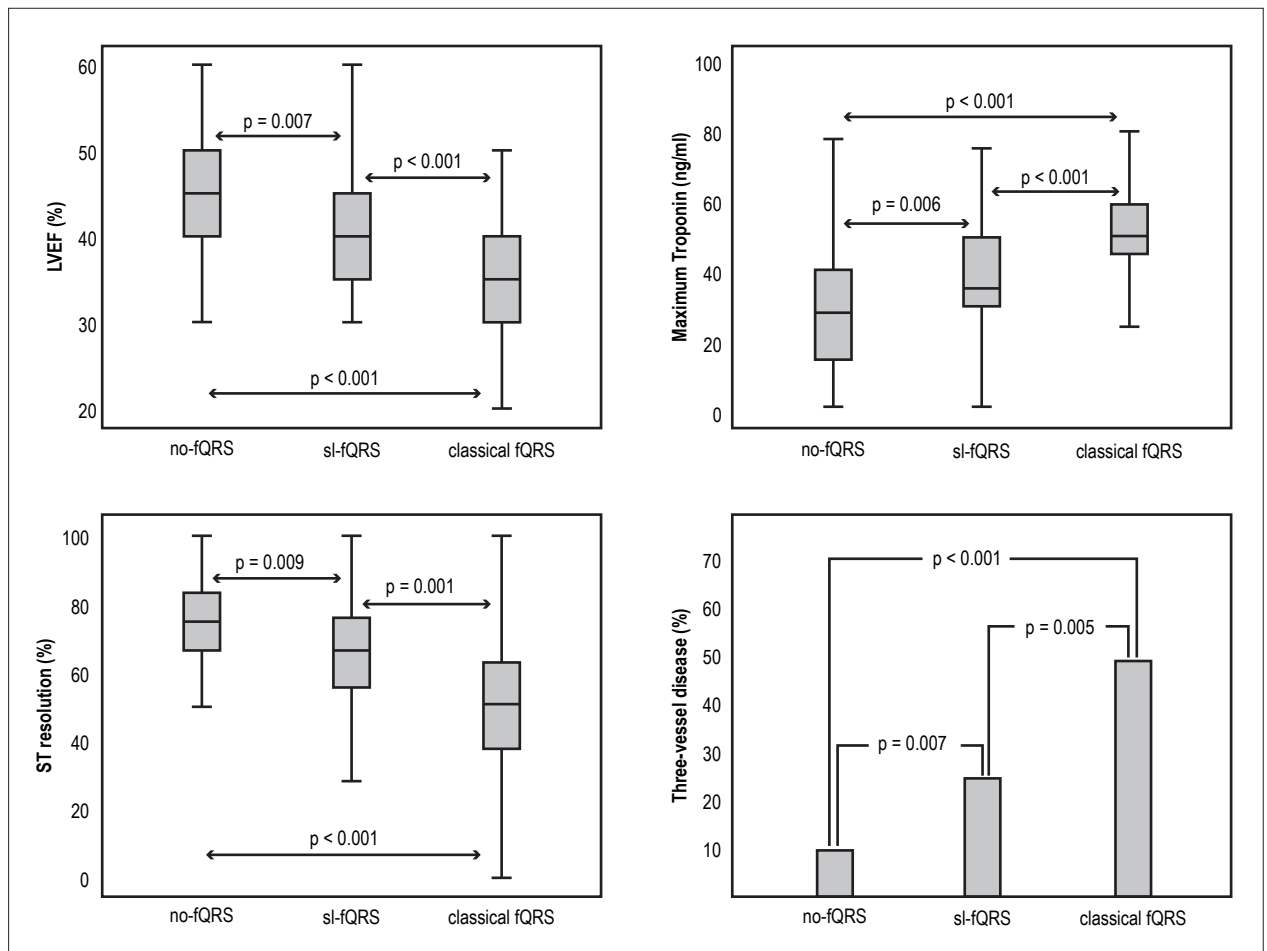 LVEF (%)
60
50
40
30
20
p = 0.007
p < 0.001
p < 0.001
no-fQRS
sl-fQRS
classical fQRS
Maximum Troponin (ng/ml)
100
80
60
40
20
0
p < 0.001
p < 0.001
p = 0.006
no-fQRS
sl-fQRS
classical fQRS
ST resolution (%)
100
80
60
40
20
0
p = 0.009
p = 0.001
p < 0.001
no-fQRS
sl-fQRS
classical fQRS
Three-vessel disease (%)
70
60
50
40
30
20
10
p < 0.001
p = 0.005
p = 0.007
no-fQRS
sl-fQRS
classical fQRS